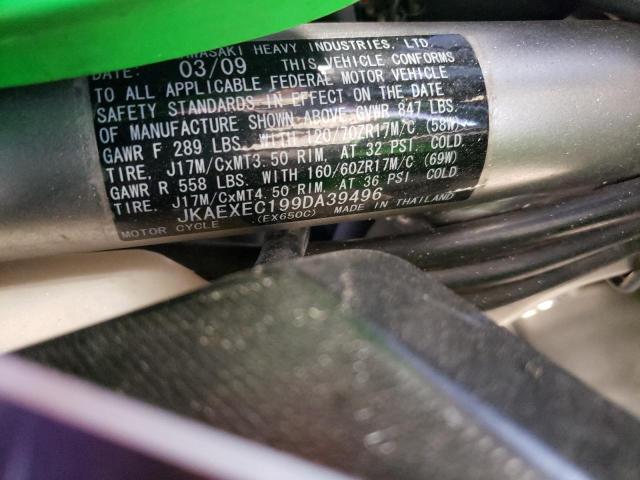 HEAVY INDUSTRIES, LTD.
DATE: 03/09 THIS VEHICLE CONFORMS
TO ALL APPLICABLE FEDERAL MOTOR VEHICLE
SAFETY STANDARDS IN EFFECT ON THE DATE
OF MANUFACTURE SHOWN ABOVE GVWR 847 LBS.
GAWR F 289 LBS. WITH 120/70ZR17M/C (58W)
TIRE, J17M/CxMT3.50 RIM, AT 32 PSI. COLD.
GAWR R 558 LBS. WITH 160/60ZR17M/C (69W)
TIRE, J17M/CxMT4.50 RIM, AT 36 PSI. COLD.
JKAEXEC199DA39496
MOTOR CYCLE (EX650C) MADE IN THAILAND